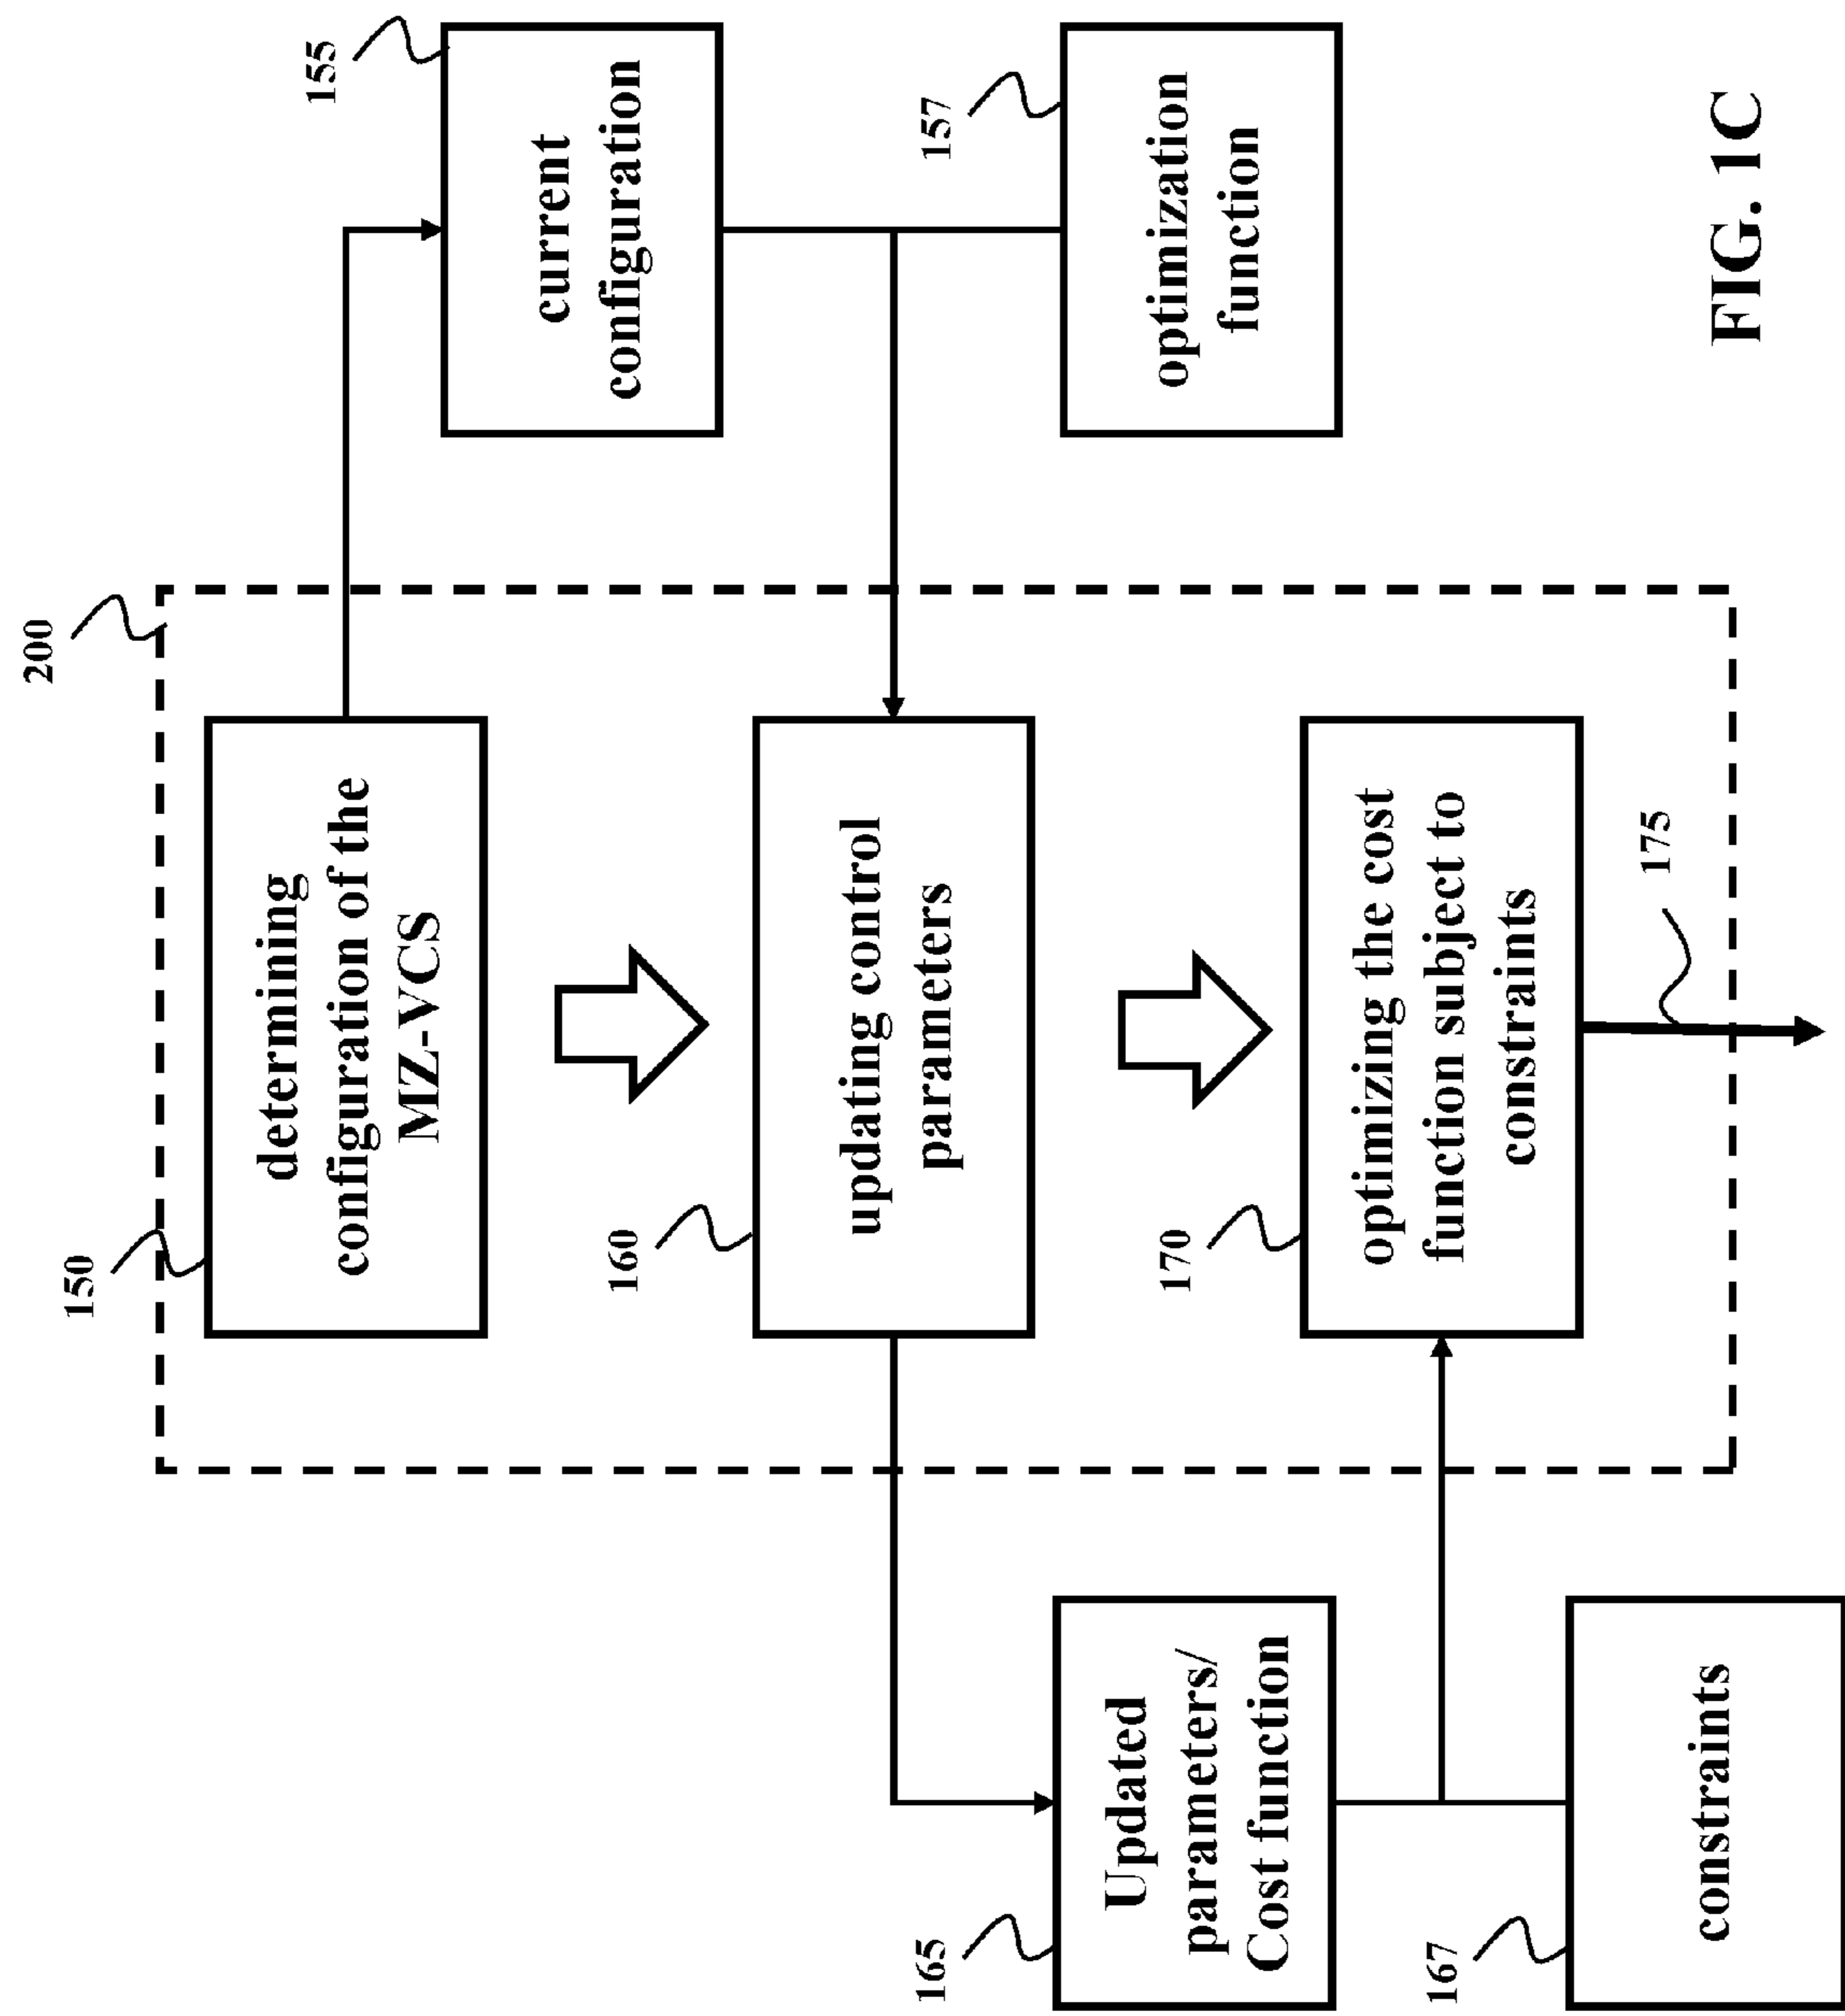 200
150
determining
configuration of the
MZ-VCS
155
current
configuration
160
updating control
parameters
157
optimization
function
165
Updated
parameters/
Cost function
170
optimizing the cost
function subject to
constraints
167
constraints
175
FIG. 1C